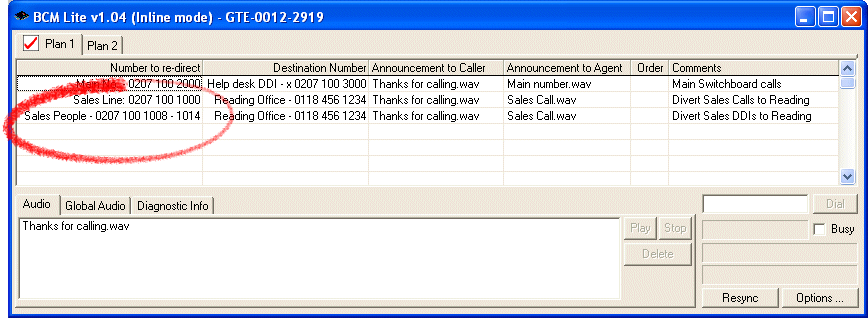 BCM Lite v1.04 (Inline mode) - GTE-0012-2919
Plan 1 Plan 2
Number to re-direct Destination Number Announcement to Caller Announcement to Agent Order Comments
Main 0207 100 2000 Help desk DDI - x 0207 100 3000 Thanks for calling.wav Main number.wav Main Switchboard calls
Sales Line: 0207 100 1000 Reading Office - 0118 456 1234 Thanks for calling.wav Sales Call.wav Divert Sales Calls to Reading
Sales People - 0207 100 1008 - 1014 Reading Office - 0118 456 1234 Thanks for calling.wav Sales Call.wav Divert Sales DDIs to Reading
Audio Global Audio Diagnostic Info
Dial
Thanks for calling.wav
Play Stop
Busy
Delete
Resync Options ...